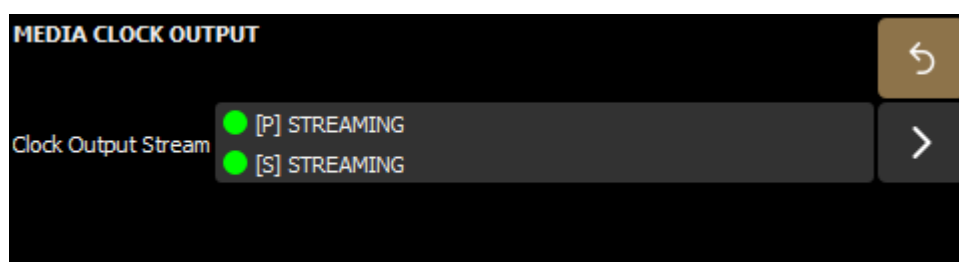 MEDIA CLOCK OUTPUT
Clock Output Stream
[P] STREAMING
[S] STREAMING